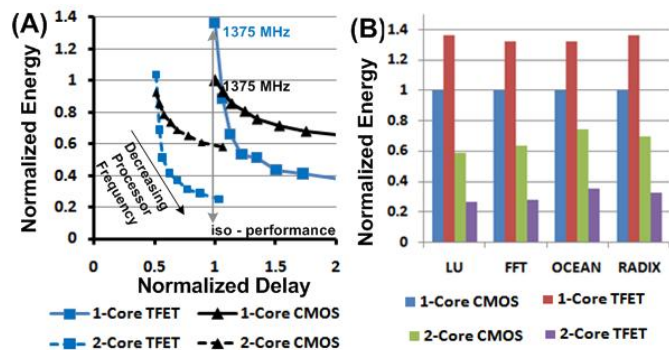 (A)
1.4
1.2
1
0.8
0.6
0.4
0.2
0
Normalized Energy
1375 MHz
1375 MHz
Decreasing
Processor
Frequency
iso - performance
0
0.5
1
1.5
2
Normalized Delay
1-Core TFET
1-Core CMOS
2-Core TFET
2-Core CMOS
(B)
1.4
1.2
1
0.8
0.6
0.4
0.2
0
Normalized Energy
LU
FFT
OCEAN
RADIX
1-Core CMOS
1-Core TFET
2-Core CMOS
2-Core TFET